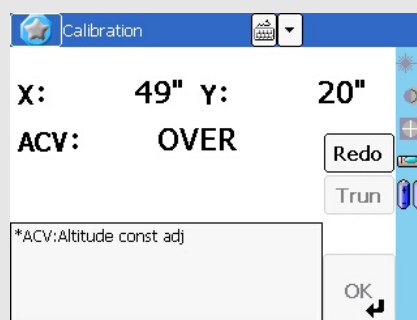 Calibration
X: 49" Y: 20"
ACV: OVER
Redo
Trun
*ACV:Altitude const adj
OK